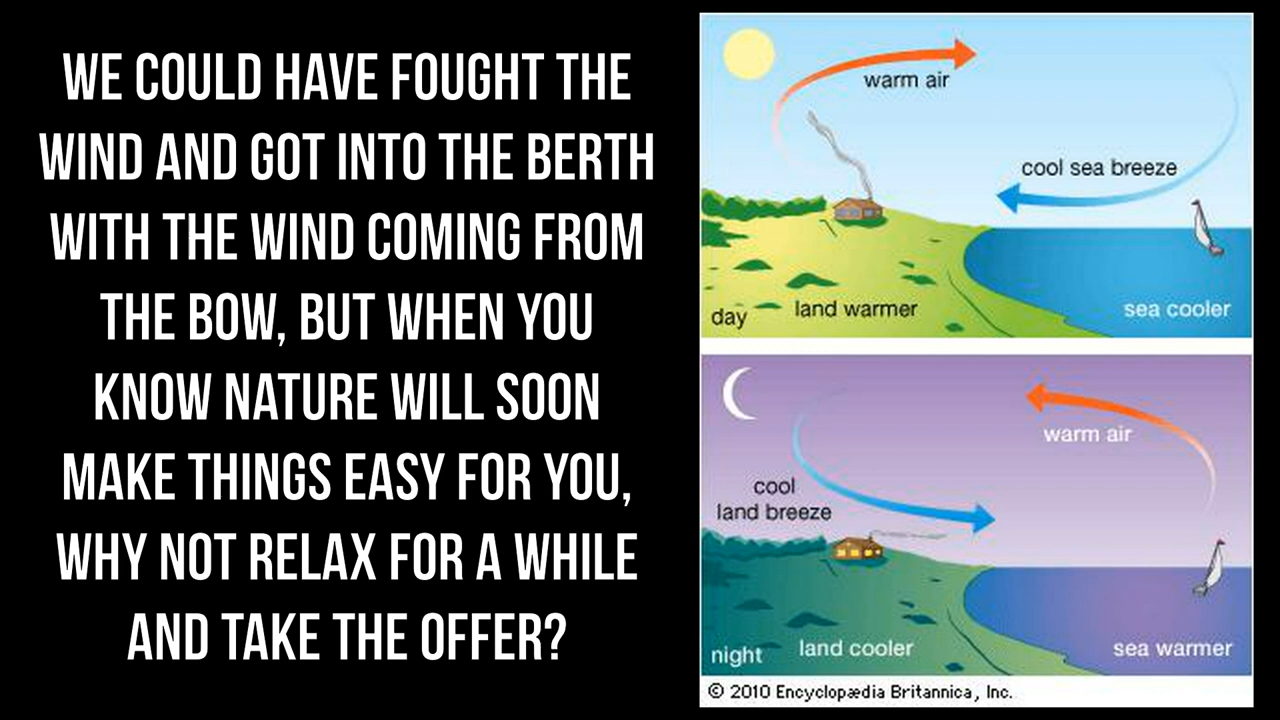 WE COULD HAVE FOUGHT THE
WIND AND GOT INTO THE BERTH
WITH THE WIND COMING FROM
THE BOW, BUT WHEN YOU
KNOW NATURE WILL SOON
MAKE THINGS EASY FOR YOU,
WHY NOT RELAX FOR A WHILE
AND TAKE THE OFFER?
warm air
cool sea breeze
land warmer
day
sea cooler
warm air
cool
land breeze
night
land cooler
sea warmer
© 2010 Encyclopædia Britannica, Inc.